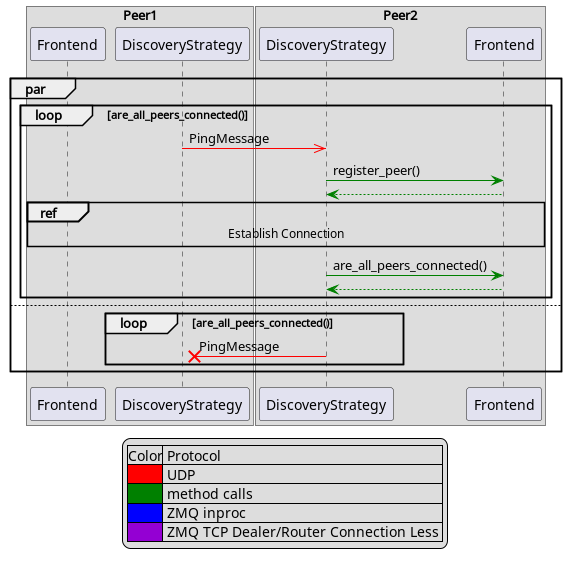 Peer1 Peer2
Frontend DiscoveryStrategy DiscoveryStrategy Frontend
par
loop [are_all_peers_connected()]
PingMessage
register_peer()
ref
Establish Connection
are_all_peers_connected()
loop [are_all_peers_connected()]
PingMessage
Frontend DiscoveryStrategy DiscoveryStrategy Frontend
Color Protocol
UDP
method calls
ZMQ inproc
ZMQ TCP Dealer/Router Connection Less